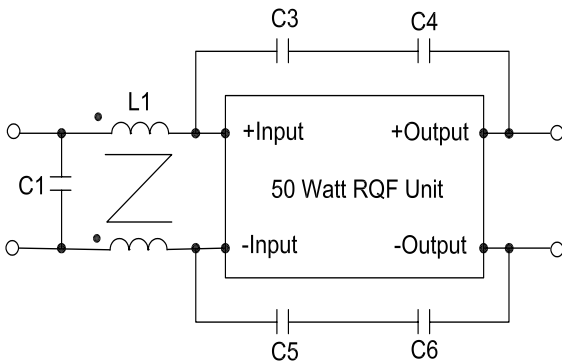 C3
C4
L1
+Input
+Output
C1
50 Watt RQF Unit
-Input
-Output
C5
C6